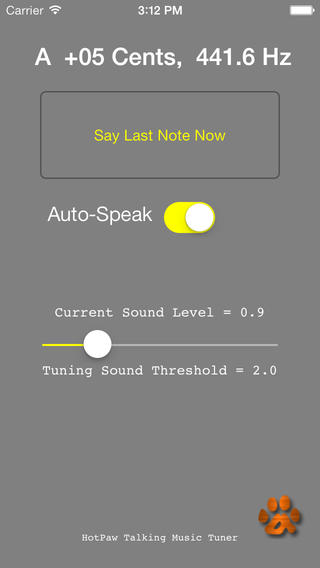 Carrier 3:12 PM
A +05 Cents, 441.6 Hz
Say Last Note Now
Auto-Speak
Current Sound Level = 0.9
Tuning Sound Threshold = 2.0
HotPaw Talking Music Tuner